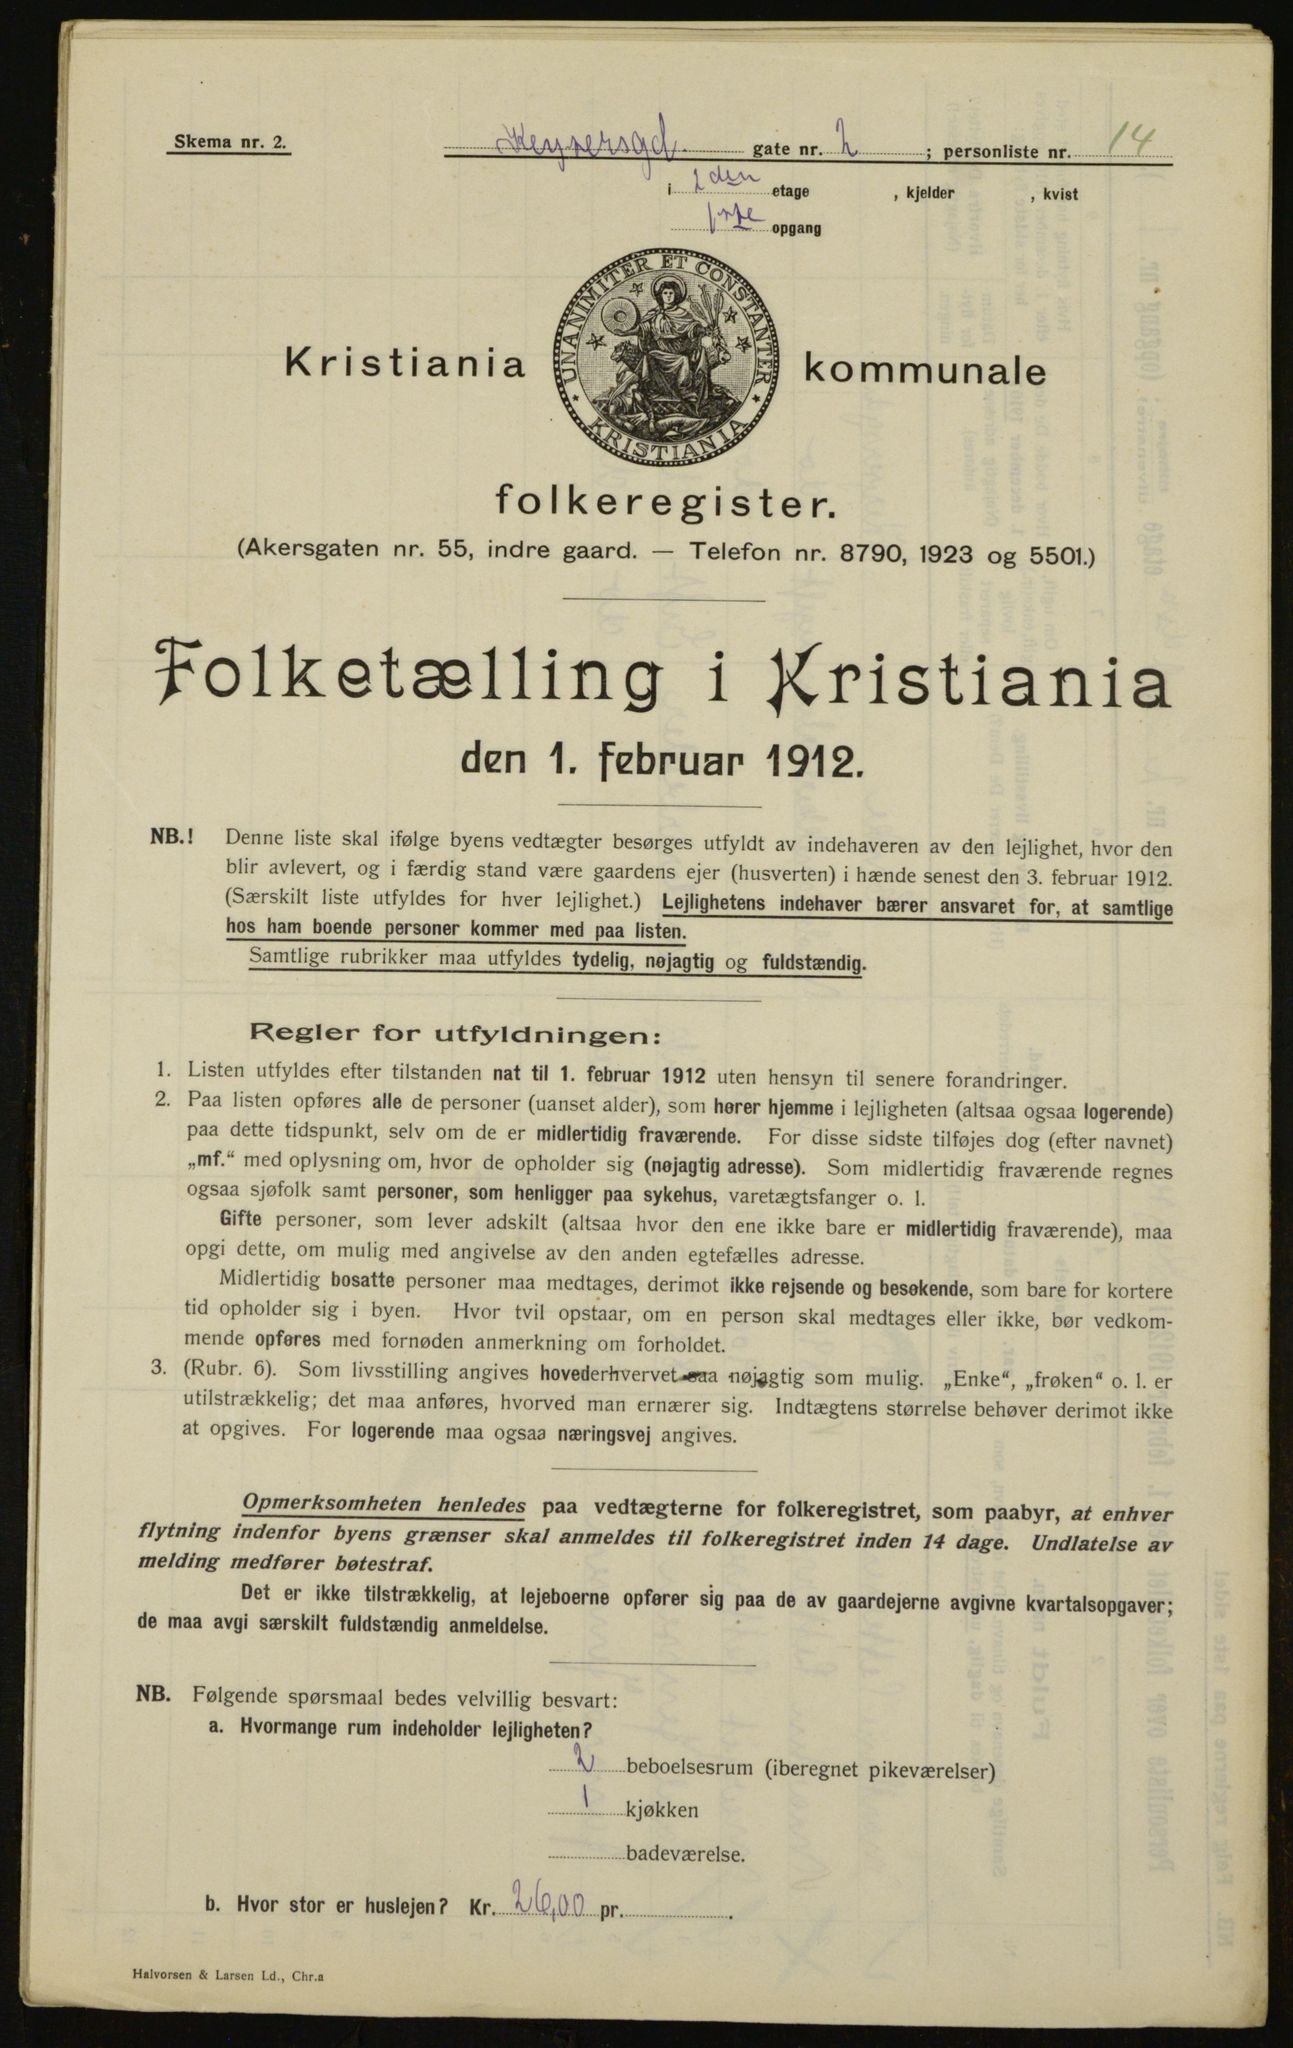 Skema nr. 2.
Keysersgd gate nr. 2 ; personliste nr. 14
i 2den etage , kjelder , kvist
opgang
UNANIMITER ET CONSTANTER
KRISTIANIA
Kristiania kommunale
folkeregister.
(Akersgaten nr. 55, indre gaard. — Telefon nr. 8790, 1923 og 5501.)
Folketælling i Kristiania
den 1. februar 1912.
NB.! Denne liste skal ifølge byens vedtægter besørges utfyldt av indehaveren av den lejlighet, hvor den
blir avlevert, og i færdig stand være gaardens ejer (husverten) i hænde senest den 3. februar 1912.
(Særskilt liste utfyldes for hver lejlighet.) Lejlighetens indehaver bærer ansvaret for, at samtlige
hos ham boende personer kommer med paa listen.
Samtlige rubrikker maa utfyldes tydelig, nøjagtig og fuldstændig.
Regler for utfyldningen:
1. Listen utfyldes efter tilstanden nat til 1. februar 1912 uten hensyn til senere forandringer.
2. Paa listen opføres alle de personer (uanset alder), som hører hjemme i lejligheten (altsaa ogsaa logerende)
paa dette tidspunkt, selv om de er midlertidig fraværende. For disse sidste tilføjes dog (efter navnet)
„mf.“ med oplysning om, hvor de opholder sig (nøjagtig adresse). Som midlertidig fraværende regnes
ogsaa sjøfolk samt personer, som henligger paa sykehus, varetægtsfanger o. l.
Gifte personer, som lever adskilt (altsaa hvor den ene ikke bare er midlertidig fraværende), maa
opgi dette, om mulig med angivelse av den anden egtefælles adresse.
Midlertidig bosatte personer maa medtages, derimot ikke rejsende og besøkende, som bare for kortere
tid opholder sig i byen. Hvor tvil opstaar, om en person skal medtages eller ikke, bør vedkom-
mende opføres med fornøden anmerkning om forholdet.
3. (Rubr. 6). Som livsstilling angives hovederhvervet saa nøjagtig som mulig. „Enke“, „frøken“ o. l. er
utilstrækkelig; det maa anføres, hvorved man ernærer sig. Indtægtens størrelse behøver derimot ikke
at opgives. For logerende maa ogsaa næringsvej angives.
Opmerksomheten henledes paa vedtægterne for folkeregistret, som paabyr, at enhver
flytning indenfor byens grænser skal anmeldes til folkeregistret inden 14 dage. Undlatelse av
melding medfører bøtestraf.
Det er ikke tilstrækkelig, at lejeboerne opfører sig paa de av gaardejerne avgivne kvartalsopgaver;
de maa avgi særskilt fuldstændig anmeldelse.
NB. Følgende spørsmaal bedes velvillig besvart:
a. Hvormange rum indeholder lejligheten?
2 beboelsesrum (iberegnet pikeværelser)
1 kjøkken
badeværelse.
b. Hvor stor er huslejen? Kr. 26,00 pr. .
Halvorsen & Larsen Ld., Chr.a